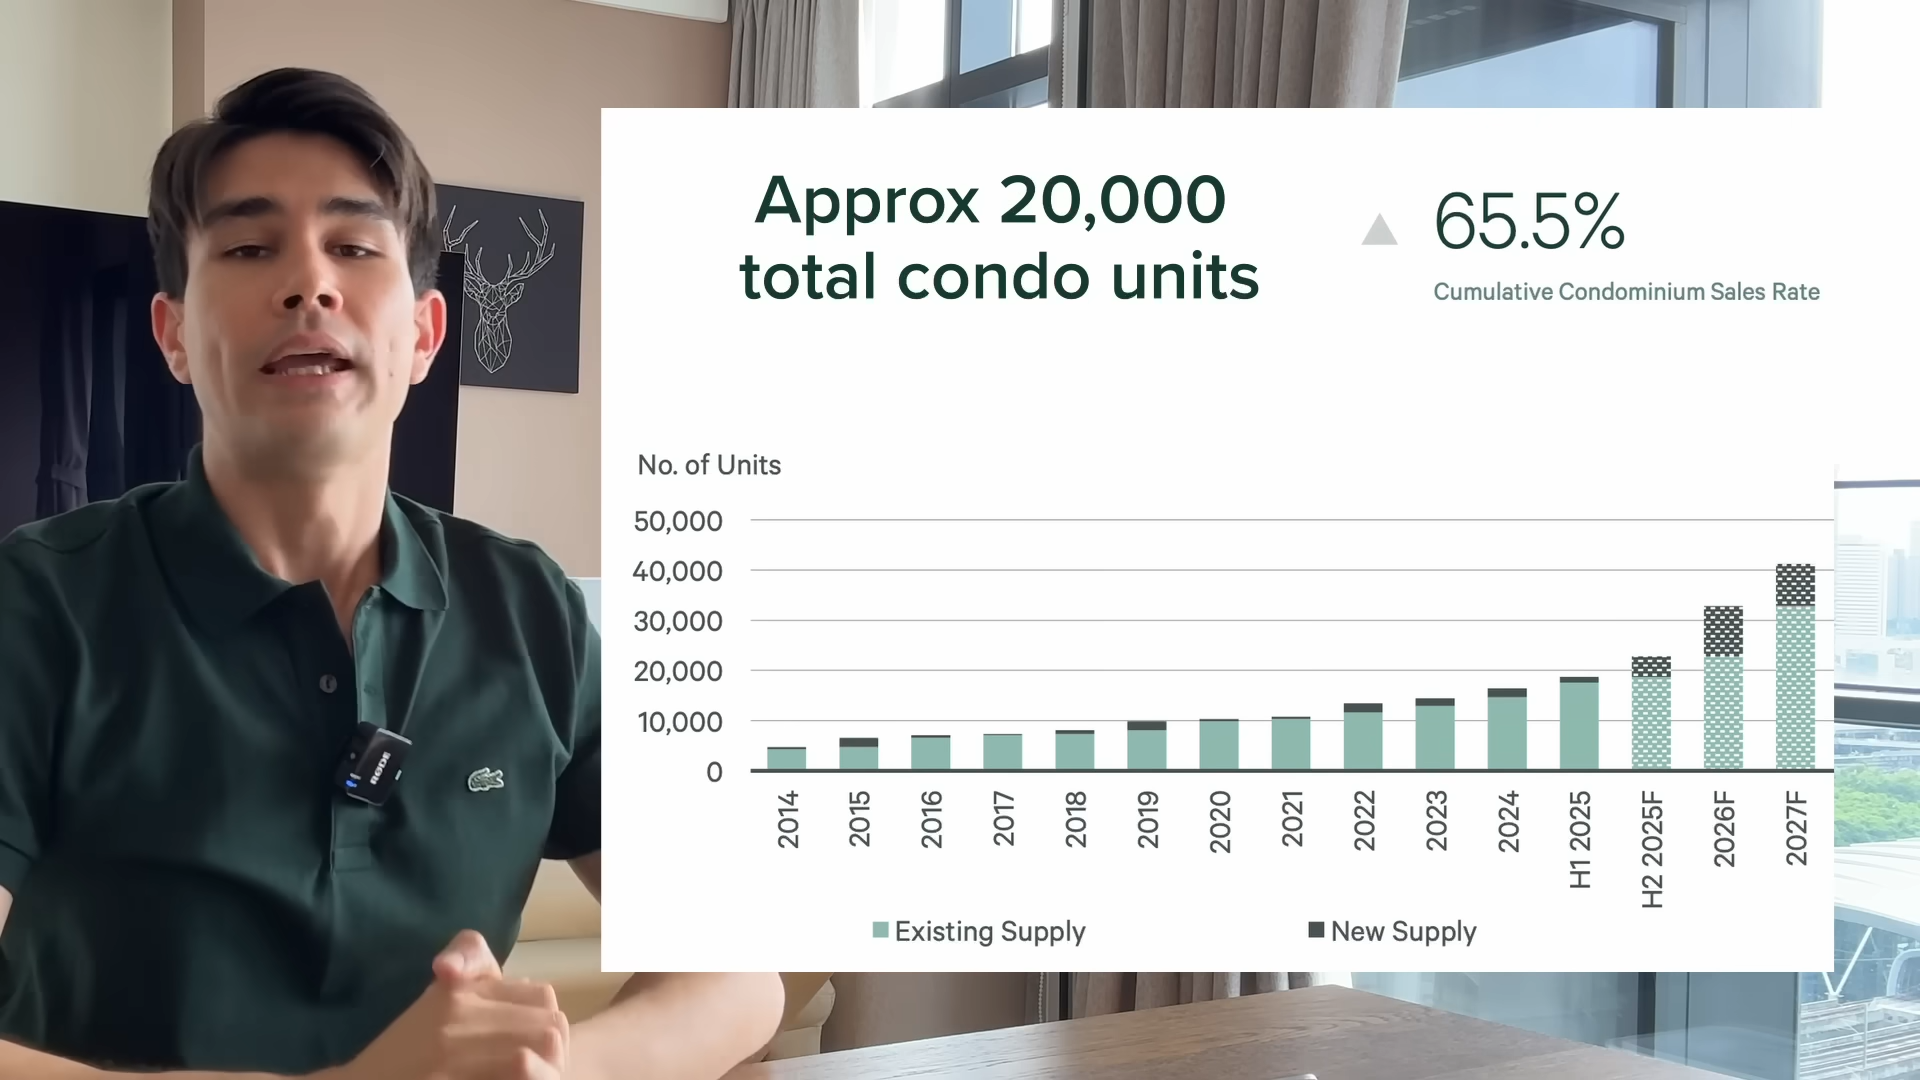 Approx 20,000
total condo units
65.5%
Cumulative Condominium Sales Rate
No. of Units
50,000
40,000
30,000
20,000
10,000
0
2014
2015
2016
2017
2018
2019
2020
2021
2022
2023
2024
H1 2025
H2 2025F
2026F
2027F
Existing Supply
New Supply
RØDE